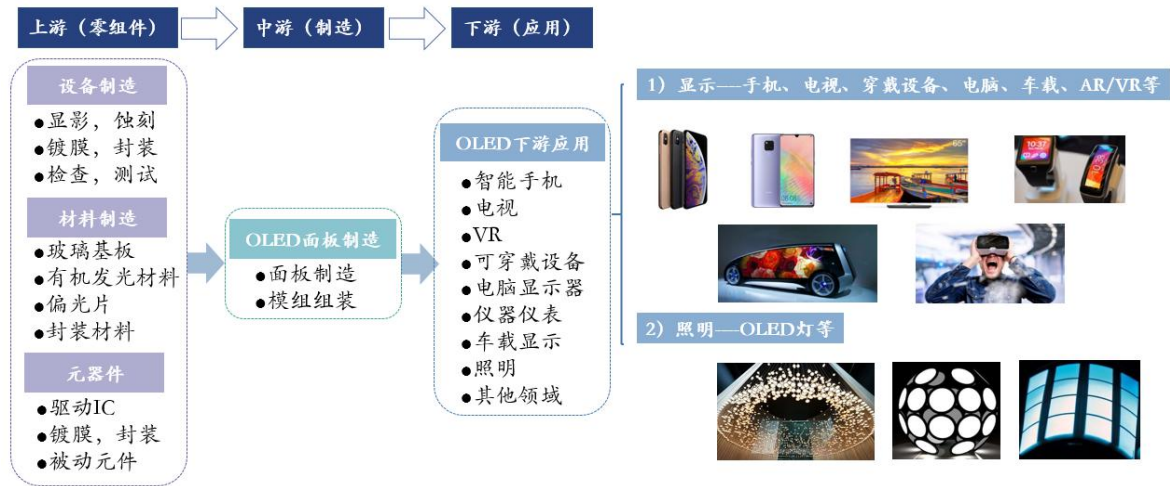 上游（零组件）
中游（制造）
下游（应用）
设备制造
●显影，蚀刻
●镀膜，封装
●检查，测试
材料制造
●玻璃基板
●有机发光材料
●偏光片
●封装材料
元器件
●驱动IC
●镀膜，封装
●被动元件
OLED面板制造
●面板制造
●模组组装
OLED下游应用
●智能手机
●电视
●VR
●可穿戴设备
●电脑显示器
●仪器仪表
●车载显示
●照明
●其他领域
1）显示——手机、电视、穿戴设备、电脑、车载、AR/VR等
65"
10:37
10:37
2）照明——OLED灯等